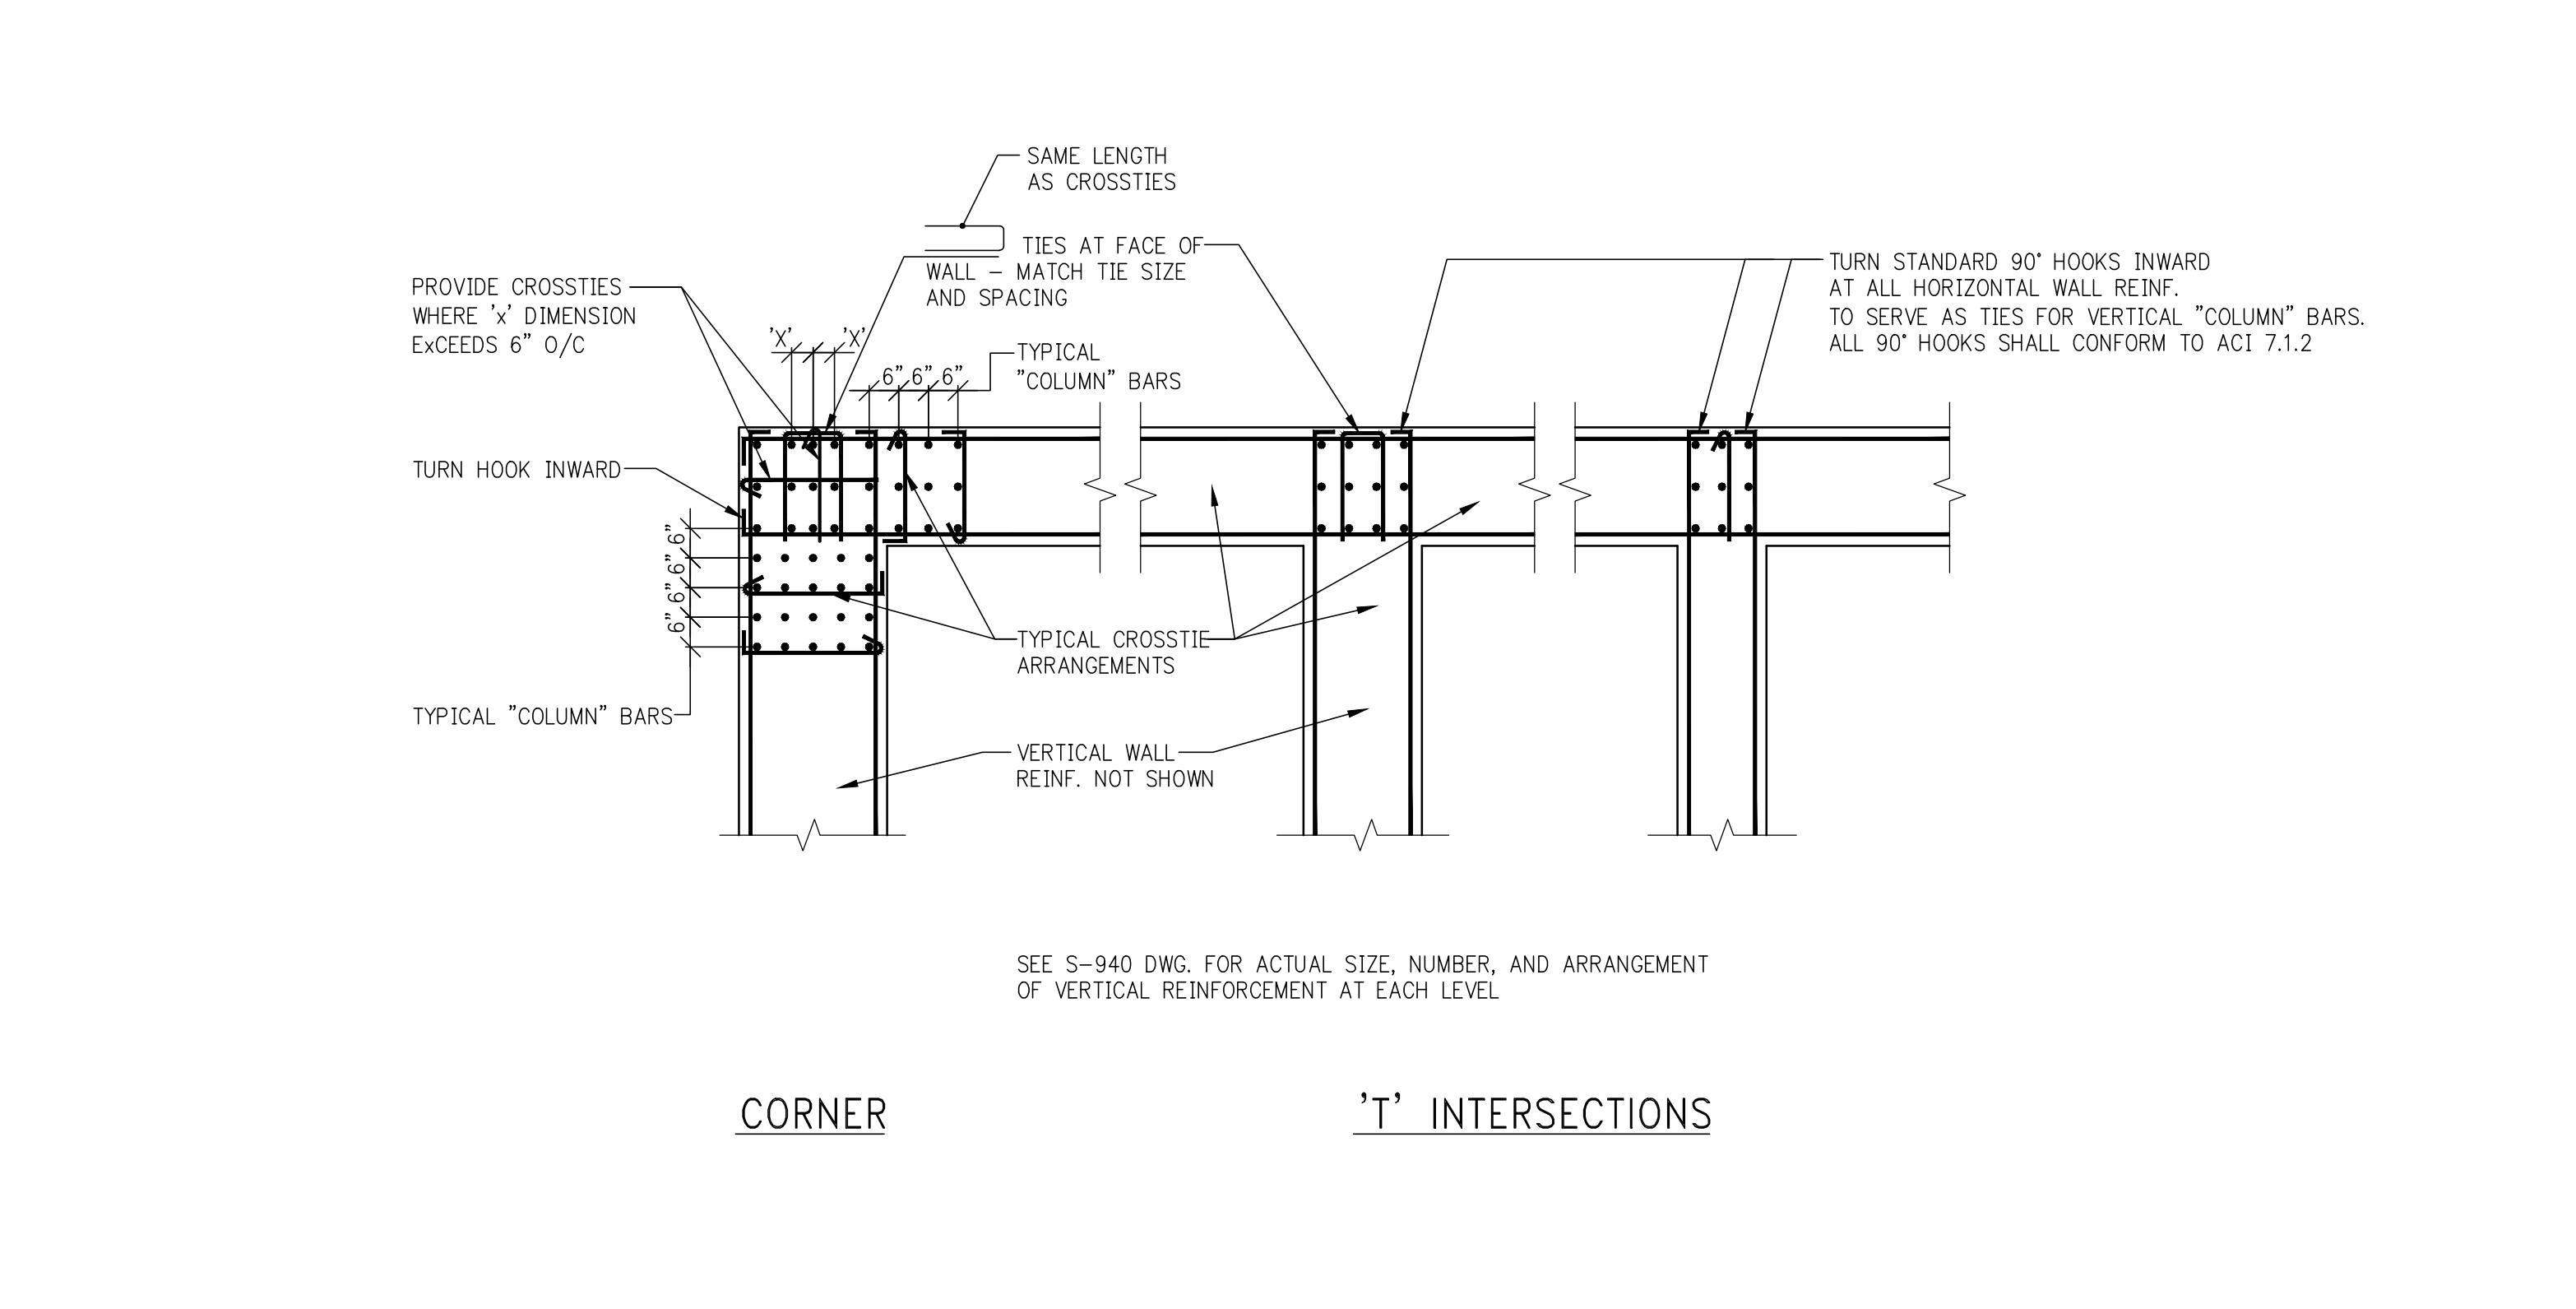 SAME LENGTH
AS CROSSTIES
TIES AT FACE OF
WALL – MATCH TIE SIZE
AND SPACING
PROVIDE CROSSTIES
WHERE 'x' DIMENSION
ExCEEDS 6" O/C
TURN STANDARD 90° HOOKS INWARD
AT ALL HORIZONTAL WALL REINF.
TO SERVE AS TIES FOR VERTICAL "COLUMN" BARS.
ALL 90° HOOKS SHALL CONFORM TO ACI 7.1.2
'X' 'X'
TYPICAL
"COLUMN" BARS
6" 6" 6"
TURN HOOK INWARD
6"
6"
6"
6"
TYPICAL CROSSTIE
ARRANGEMENTS
TYPICAL "COLUMN" BARS
VERTICAL WALL
REINF. NOT SHOWN
SEE S–940 DWG. FOR ACTUAL SIZE, NUMBER, AND ARRANGEMENT
OF VERTICAL REINFORCEMENT AT EACH LEVEL
CORNER
'T' INTERSECTIONS